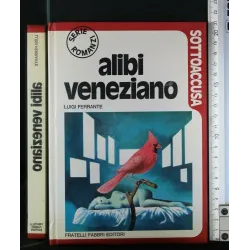 SERIE
ROMANZI
alibi
veneziano
LUIGI FERRANTE
SOTTOACCUSA
FRATELLI FABBRI EDITORI
alibi veneziano